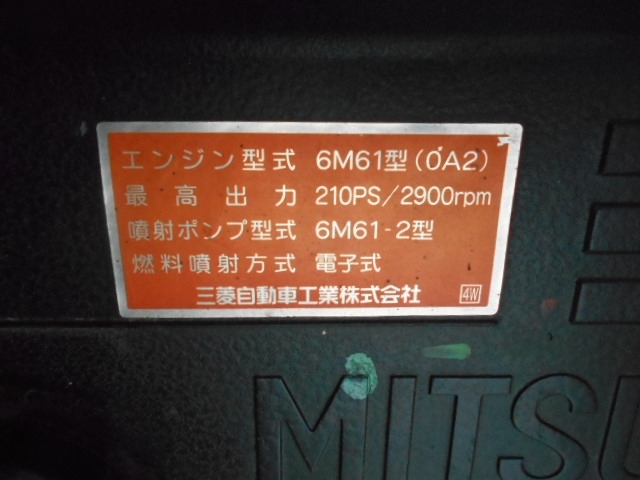 エンジン型式 6M61型(0A2)
最高出力 210PS/2900rpm
噴射ポンプ型式 6M61-2型
燃料噴射方式 電子式
三菱自動車工業株式会社 4W
MITSU